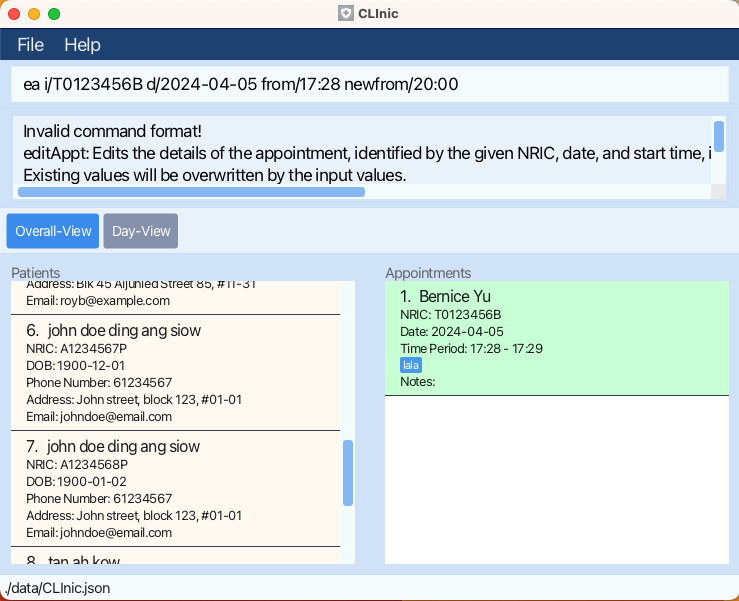 CLInic
File Help
ea i/T0123456B d/2024-04-05 from/17:28 newfrom/20:00
Invalid command format!
editAppt: Edits the details of the appointment, identified by the given NRIC, date, and start time, i
Existing values will be overwritten by the input values.
Overall-View Day-View
Patients
Address: Blk 45 Aljunied Street 85, #11-31
Email: royb@example.com
6. john doe ding ang siow
NRIC: A1234567P
DOB: 1900-12-01
Phone Number: 61234567
Address: John street, block 123, #01-01
Email: johndoe@email.com
7. john doe ding ang siow
NRIC: A1234568P
DOB: 1900-01-02
Phone Number: 61234567
Address: John street, block 123, #01-01
Email: johndoe@email.com
8. tan ah kow
Appointments
1. Bernice Yu
NRIC: T0123456B
Date: 2024-04-05
Time Period: 17:28 - 17:29
lala
Notes:
./data/CLInic.json